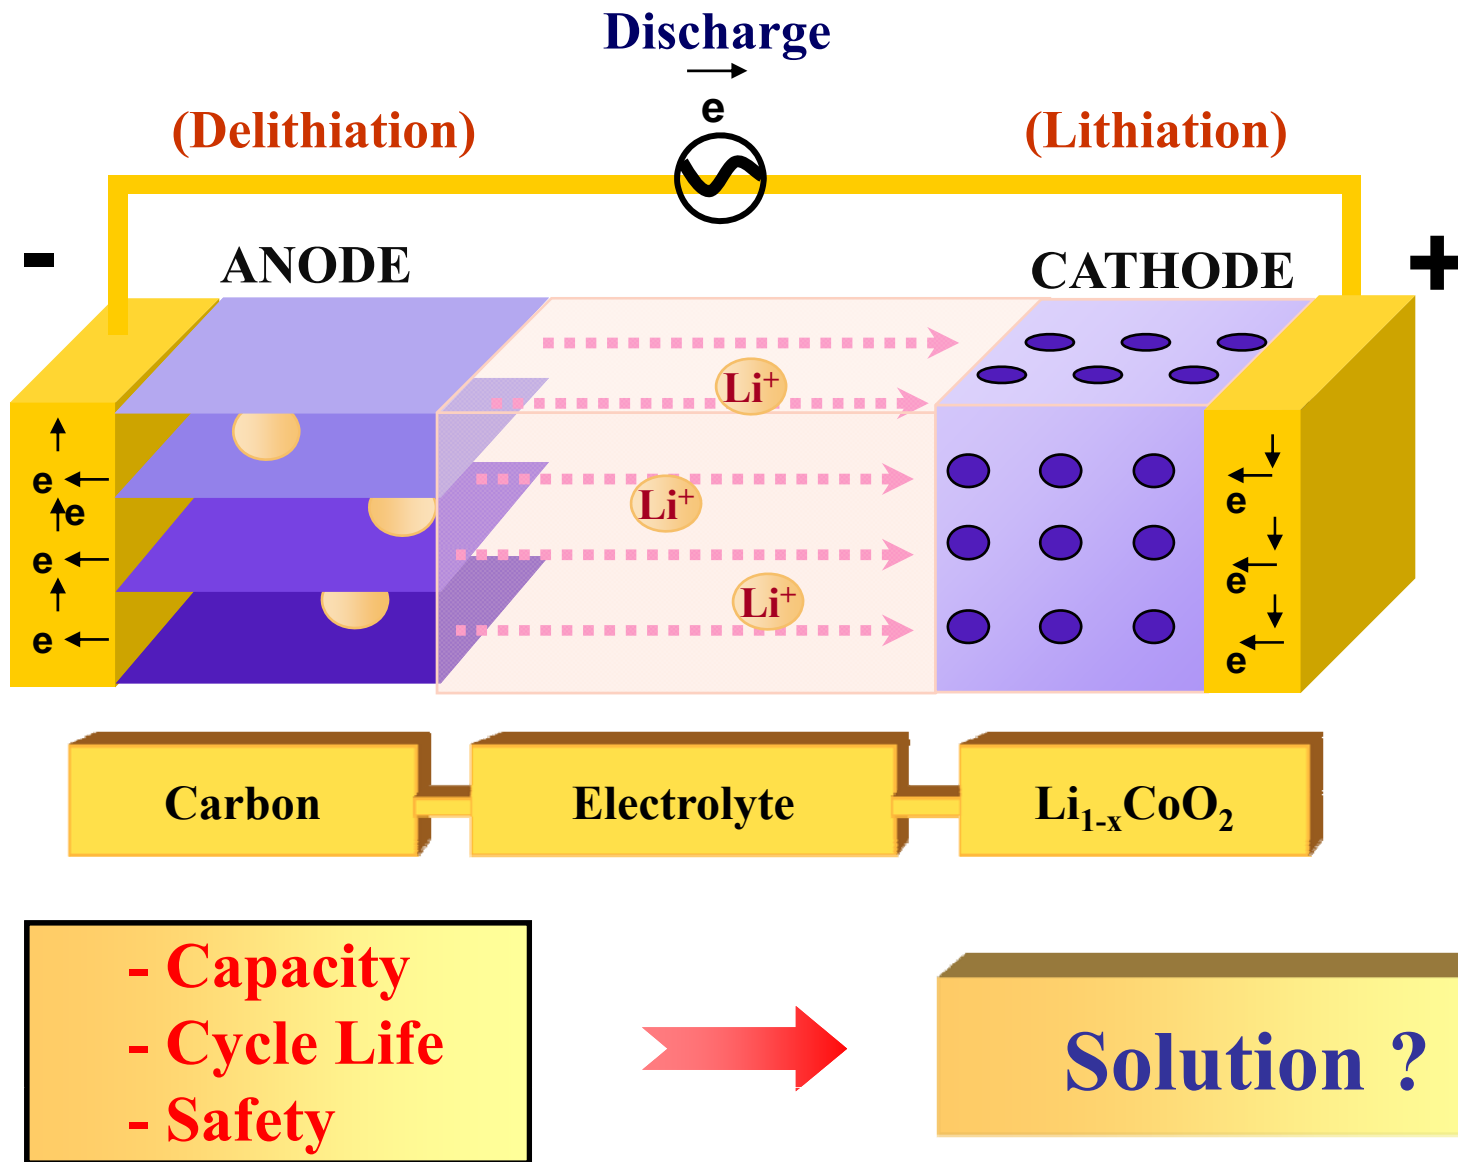 Discharge
e
(Delithiation)
(Lithiation)
-
ANODE
CATHODE
+
Li⁺
Li⁺
Li⁺
e
e
e
e
e
e
e
Carbon
Electrolyte
Li₁₋ₓCoO₂
- Capacity
- Cycle Life
- Safety
Solution ?